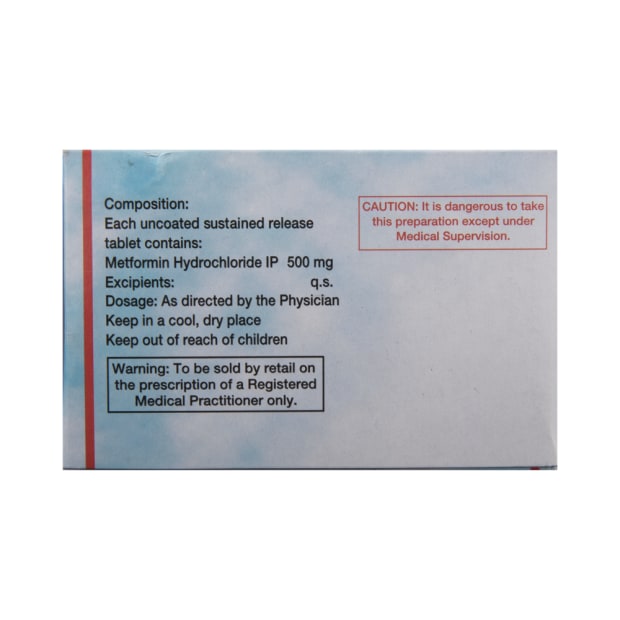 Composition:
Each uncoated sustained release
tablet contains:
Metformin Hydrochloride IP 500 mg
Excipients: q.s.
Dosage: As directed by the Physician
Keep in a cool, dry place
Keep out of reach of children
Warning: To be sold by retail on
the prescription of a Registered
Medical Practitioner only.
CAUTION: It is dangerous to take
this preparation except under
Medical Supervision.